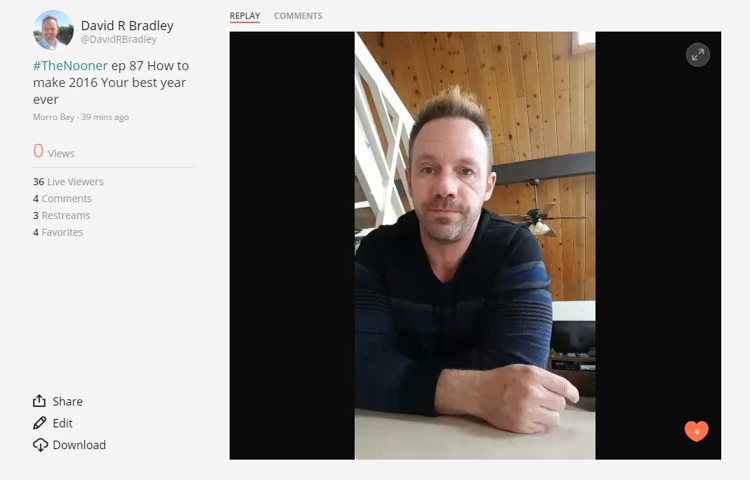 David R Bradley
@DavidRBradley
#TheNooner ep 87 How to
make 2016 Your best year
ever
Morro Bay - 39 mins ago
0 Views
36 Live Viewers
4 Comments
3 Restreams
4 Favorites
Share
Edit
Download
REPLAY COMMENTS
4